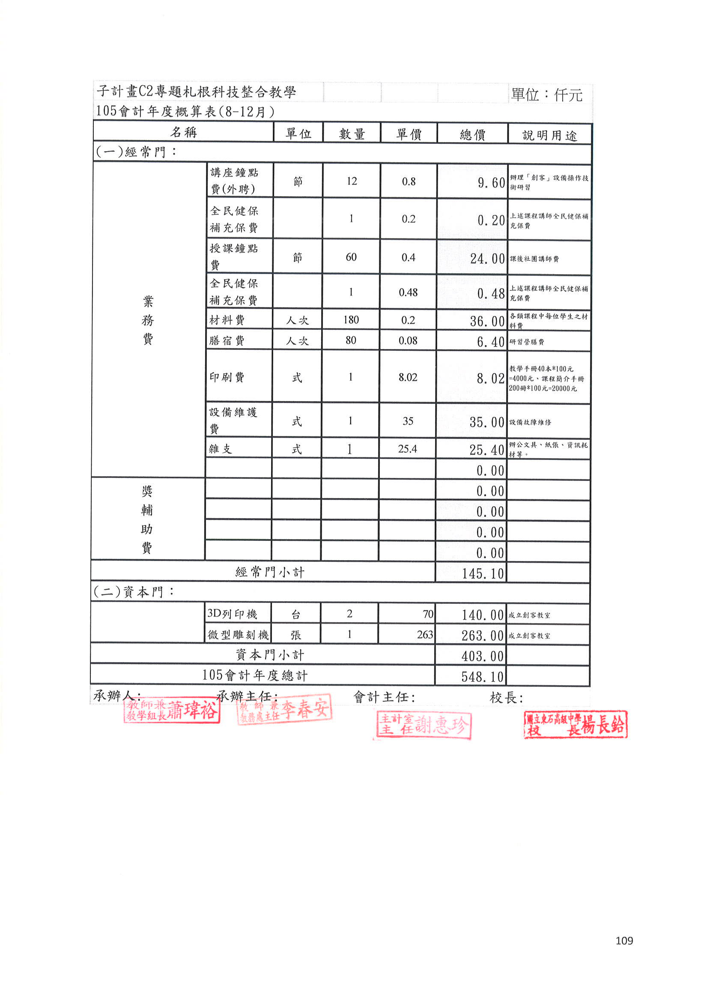 子計畫C2專題札根科技整合教學
單位：仟元
105會計年度概算表(8-12月)
名稱 單位 數量 單價 總價 說明用途
(一)經常門：
業務費
講座鐘點 費(外聘) 節 12 0.8 9.60 辦理「創客」設備操作技 術研習
全民健保 補充保費 1 0.2 0.20 上述課程講師全民健保補 充保費
授課鐘點 費 節 60 0.4 24.00 課後社團講師費
全民健保 補充保費 1 0.48 0.48 上述課程講師全民健保補 充保費
材料費 人次 180 0.2 36.00 各類課程中每位學生之材 料費
膳宿費 人次 80 0.08 6.40 研習營膳費
印刷費 式 1 8.02 8.02 教學手冊40本*100元 =4000元、課程簡介手冊 200冊*100元=20000元
設備維護 費 式 1 35 35.00 設備故障維修
雜支 式 1 25.4 25.40 辦公文具、紙張、資訊耗 材等。
0.00
獎輔助費
0.00
0.00
0.00
0.00
經常門小計 145.10
(二)資本門：
3D列印機 台 2 70 140.00 成立創客教室
微型雕刻機 張 1 263 263.00 成立創客教室
資本門小計 403.00
105會計年度總計 548.10
承辦人： 承辦主任： 會計主任： 校長：
教師兼 教學組長 蕭瑋裕
教師兼 教務處主任 李春安
主計室 主任 謝惠珍
國立東石高級中學 校長 楊長鉿
109